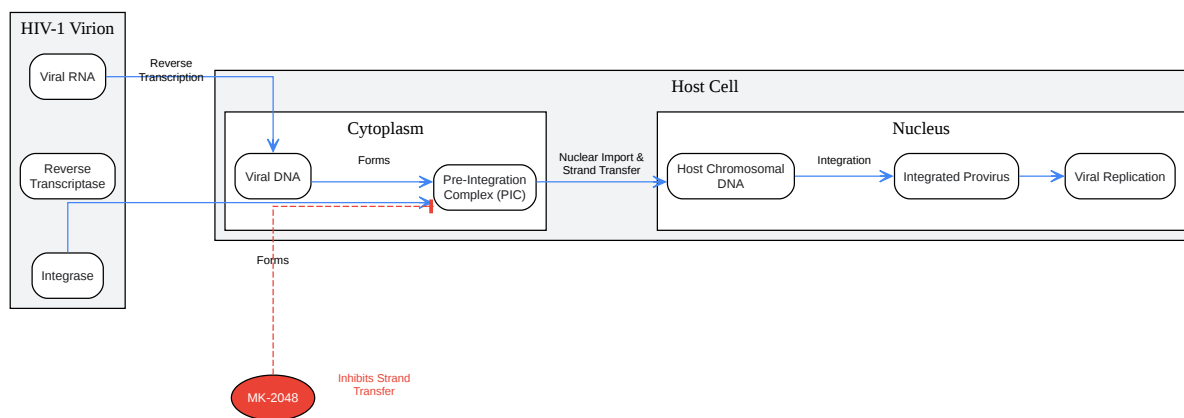 HIV-1 Virion
Viral RNA
Reverse
Transcription
Reverse
Transcriptase
Integrase
Host Cell
Cytoplasm
Viral DNA
Forms
Pre-Integration
Complex (PIC)
Nuclear Import &
Strand Transfer
Nucleus
Host Chromosomal
DNA
Integration
Integrated Provirus
Viral Replication
Forms
MK-2048
Inhibits Strand
Transfer